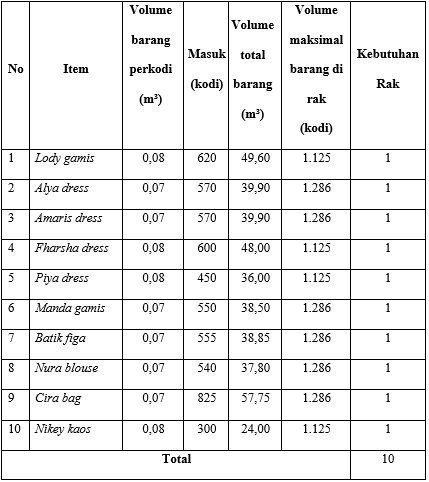 No Item Volume barang perkodi (m³) Masuk (kodi) Volume total barang (m³) Volume maksimal barang di rak (kodi) Kebutuhan Rak
1 Lody gamis 0,08 620 49,60 1.125 1
2 Alya dress 0,07 570 39,90 1.286 1
3 Amaris dress 0,07 570 39,90 1.286 1
4 Fharsha dress 0,08 600 48,00 1.125 1
5 Piya dress 0,08 450 36,00 1.125 1
6 Manda gamis 0,07 550 38,50 1.286 1
7 Batik figa 0,07 555 38,85 1.286 1
8 Nura blouse 0,07 540 37,80 1.286 1
9 Cira bag 0,07 825 57,75 1.286 1
10 Nikey kaos 0,08 300 24,00 1.125 1
Total 10